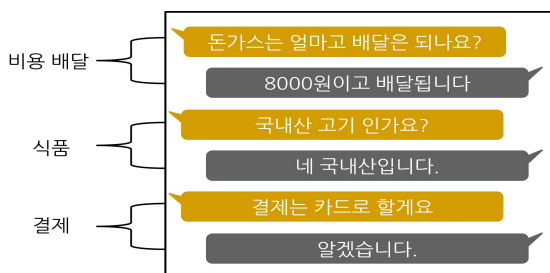 돈가스는 얼마고 배달은 되나요?
비용 배달
8000원이고 배달됩니다
국내산 고기 인가요?
식품
네 국내산입니다.
결제는 카드로 할게요
결제
알겠습니다.